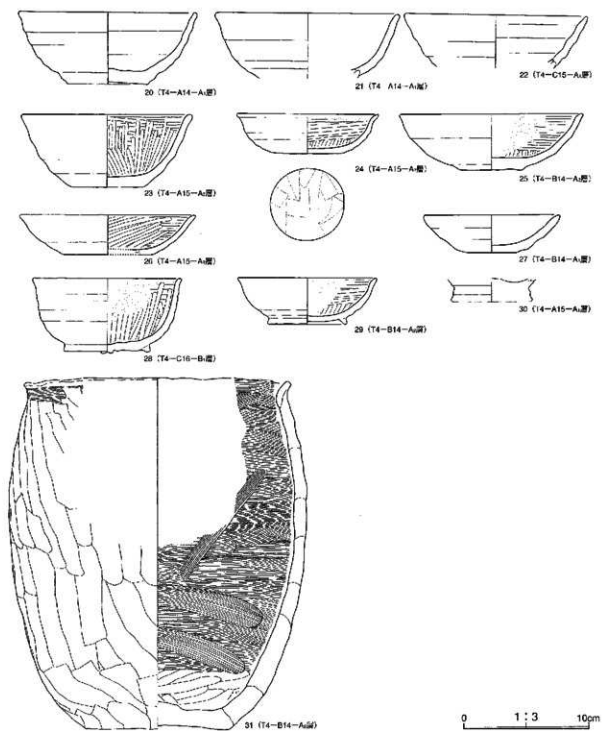 20 (T4-A14-A₁層)
21 (T4 A14-A₁層)
22 (T4-C15-A₁層)
23 (T4-A15-A₂層)
24 (T4-A15-A₁層)
25 (T4-B14-A₂層)
26 (T4-A15-A₂層)
27 (T4-B14-A₁層)
28 (T4-C16-B₁層)
29 (T4-B14-A₂層)
30 (T4-A15-A₁層)
31 (T4-B14-A₂層)
0 1:3 10cm